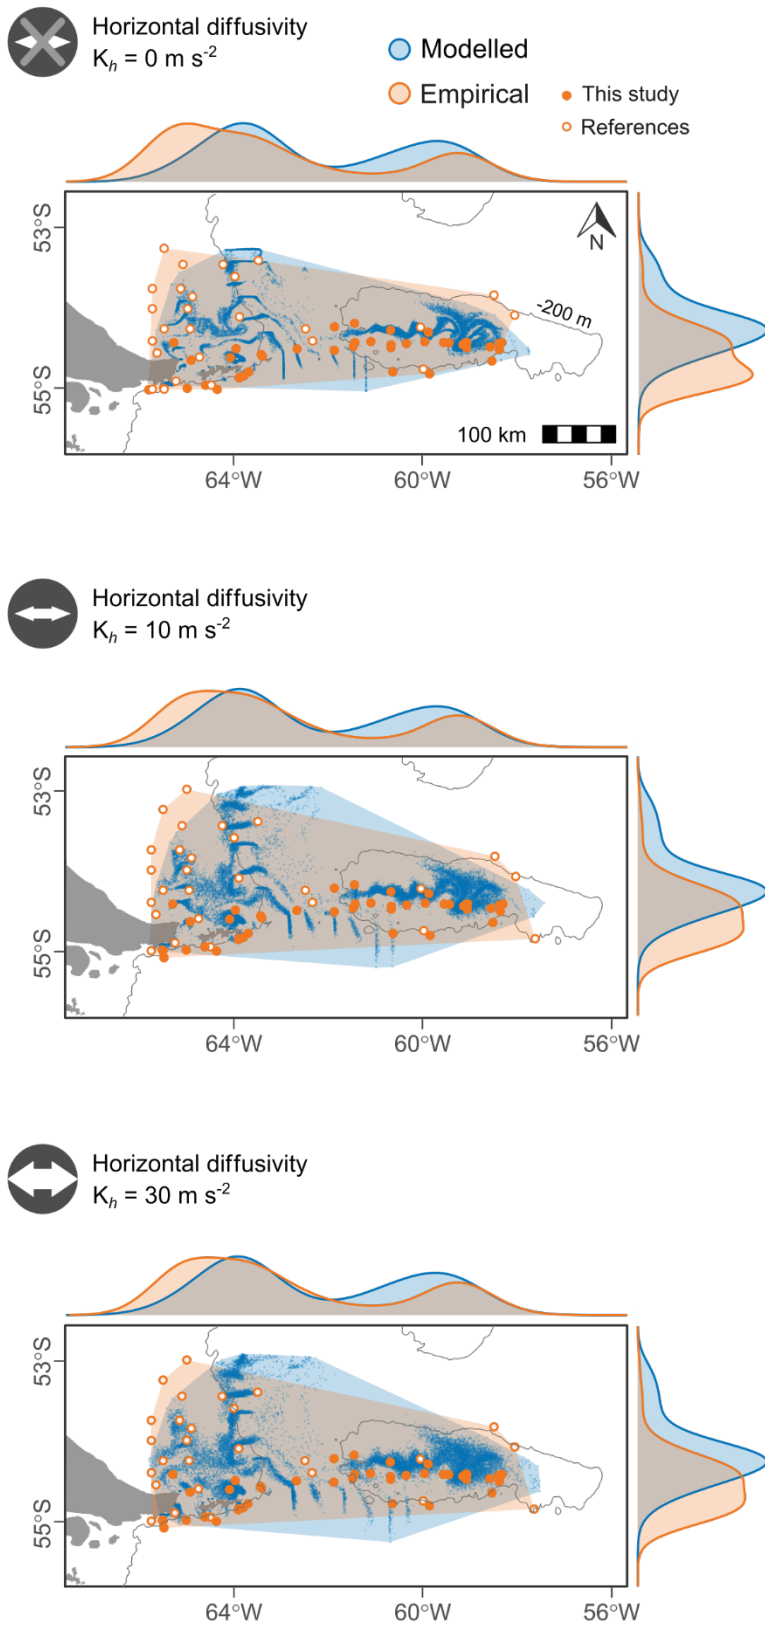 Horizontal diffusivity
Kₕ = 0 m s⁻²
Modelled
Empirical
This study
References
53°S
55°S
N
-200 m
100 km
64°W
60°W
56°W
Horizontal diffusivity
Kₕ = 10 m s⁻²
53°S
55°S
64°W
60°W
56°W
Horizontal diffusivity
Kₕ = 30 m s⁻²
53°S
55°S
64°W
60°W
56°W